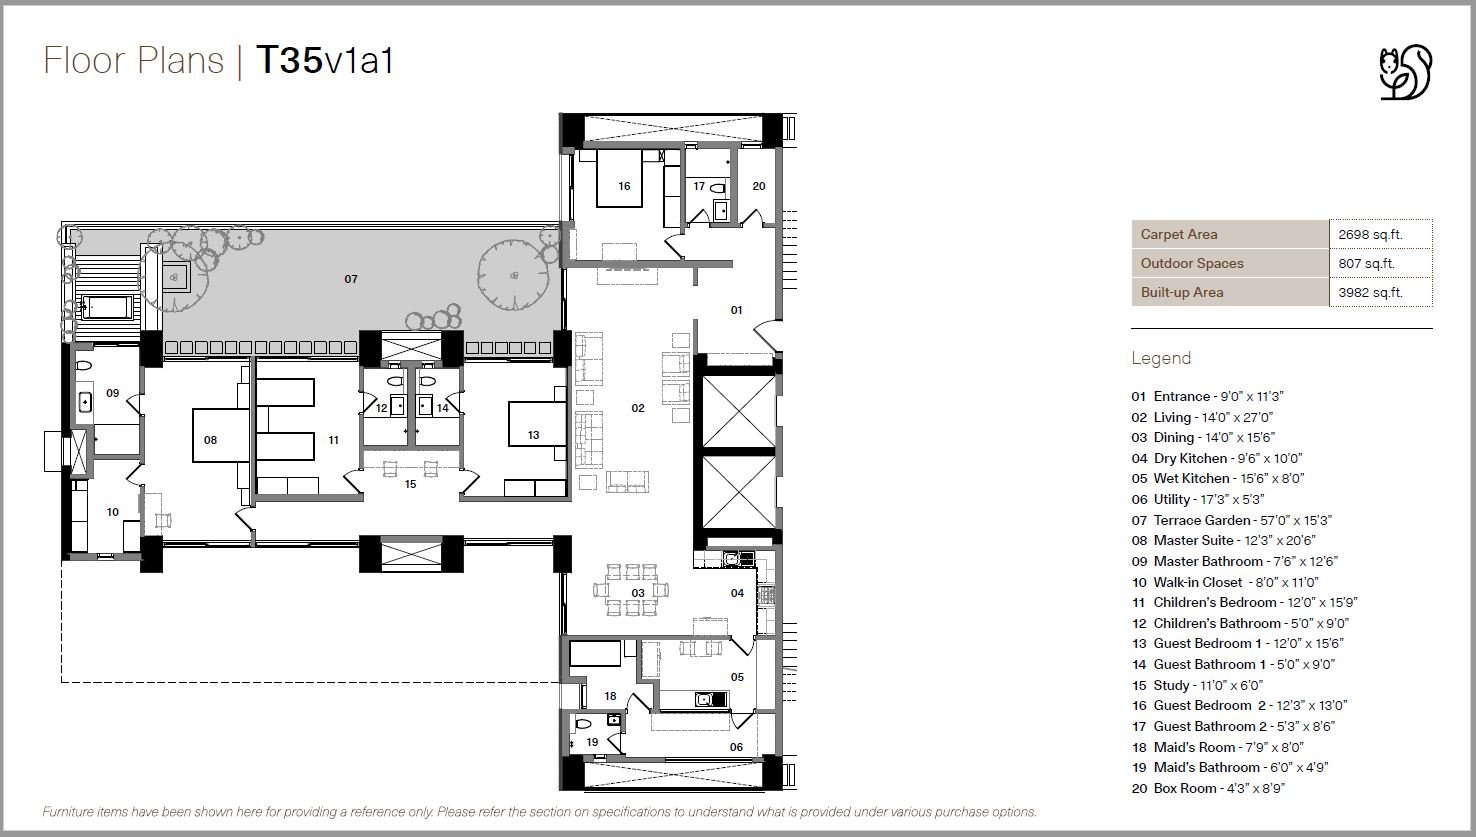 Floor Plans | T35v1a1
Carpet Area 2698 sq.ft.
Outdoor Spaces 807 sq.ft.
Built-up Area 3982 sq.ft.
Legend
01 Entrance - 9'0" x 11'3"
02 Living - 14'0" x 27'0"
03 Dining - 14'0" x 15'6"
04 Dry Kitchen - 9'6" x 10'0"
05 Wet Kitchen - 15'6" x 8'0"
06 Utility - 17'3" x 5'3"
07 Terrace Garden - 57'0" x 15'3"
08 Master Suite - 12'3" x 20'6"
09 Master Bathroom - 7'6" x 12'6"
10 Walk-in Closet - 8'0" x 11'0"
11 Children's Bedroom - 12'0" x 15'9"
12 Children's Bathroom - 5'0" x 9'0"
13 Guest Bedroom 1 - 12'0" x 15'6"
14 Guest Bathroom 1 - 5'0" x 9'0"
15 Study - 11'0" x 6'0"
16 Guest Bedroom 2 - 12'3" x 13'0"
17 Guest Bathroom 2 - 5'3" x 8'6"
18 Maid's Room - 7'9" x 8'0"
19 Maid's Bathroom - 6'0" x 4'9"
20 Box Room - 4'3" x 8'9"
16 17 20
07
01
09
02
12 14
08 11 13
15
10
03 04
05
18
19 06
Furniture items have been shown here for providing a reference only. Please refer the section on specifications to understand what is provided under various purchase options.